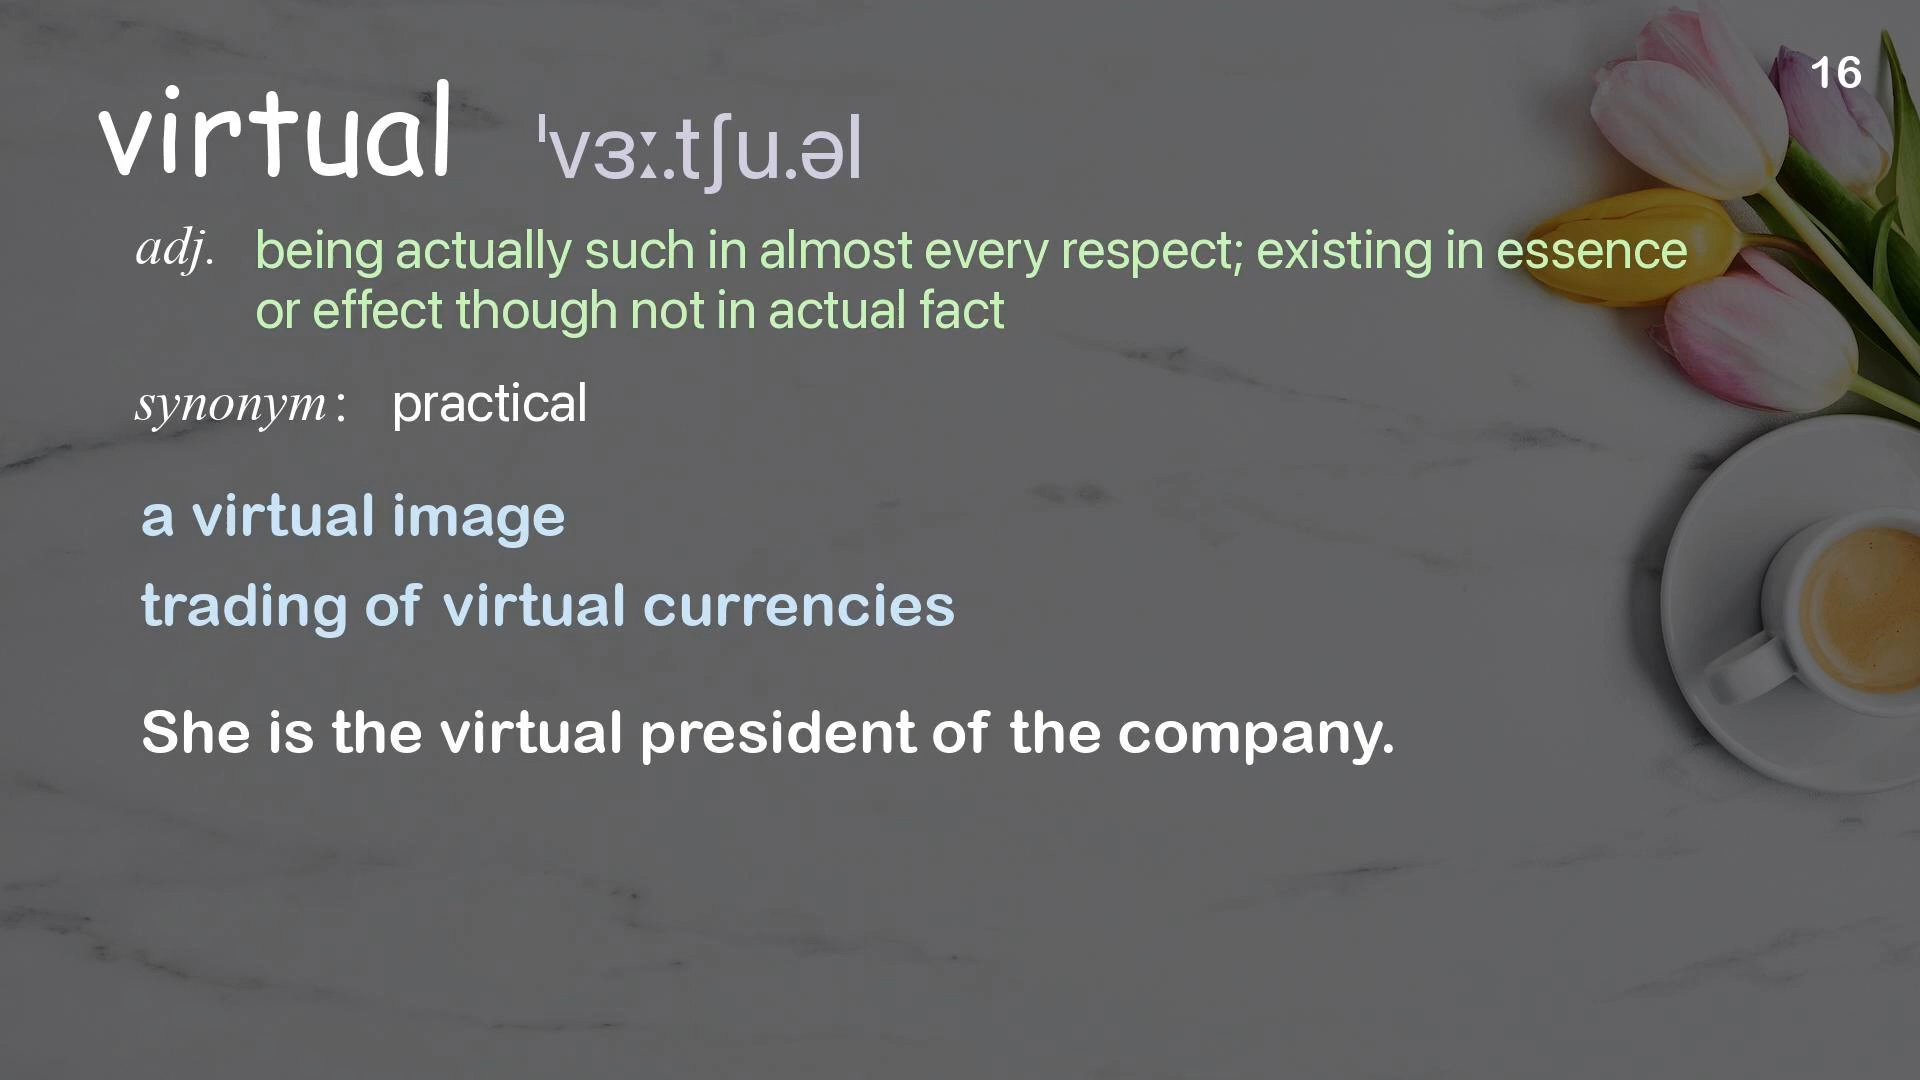 16
virtual ˈvɜː.tʃu.əl
adj. being actually such in almost every respect; existing in essence
or effect though not in actual fact
synonym: practical
a virtual image
trading of virtual currencies
She is the virtual president of the company.